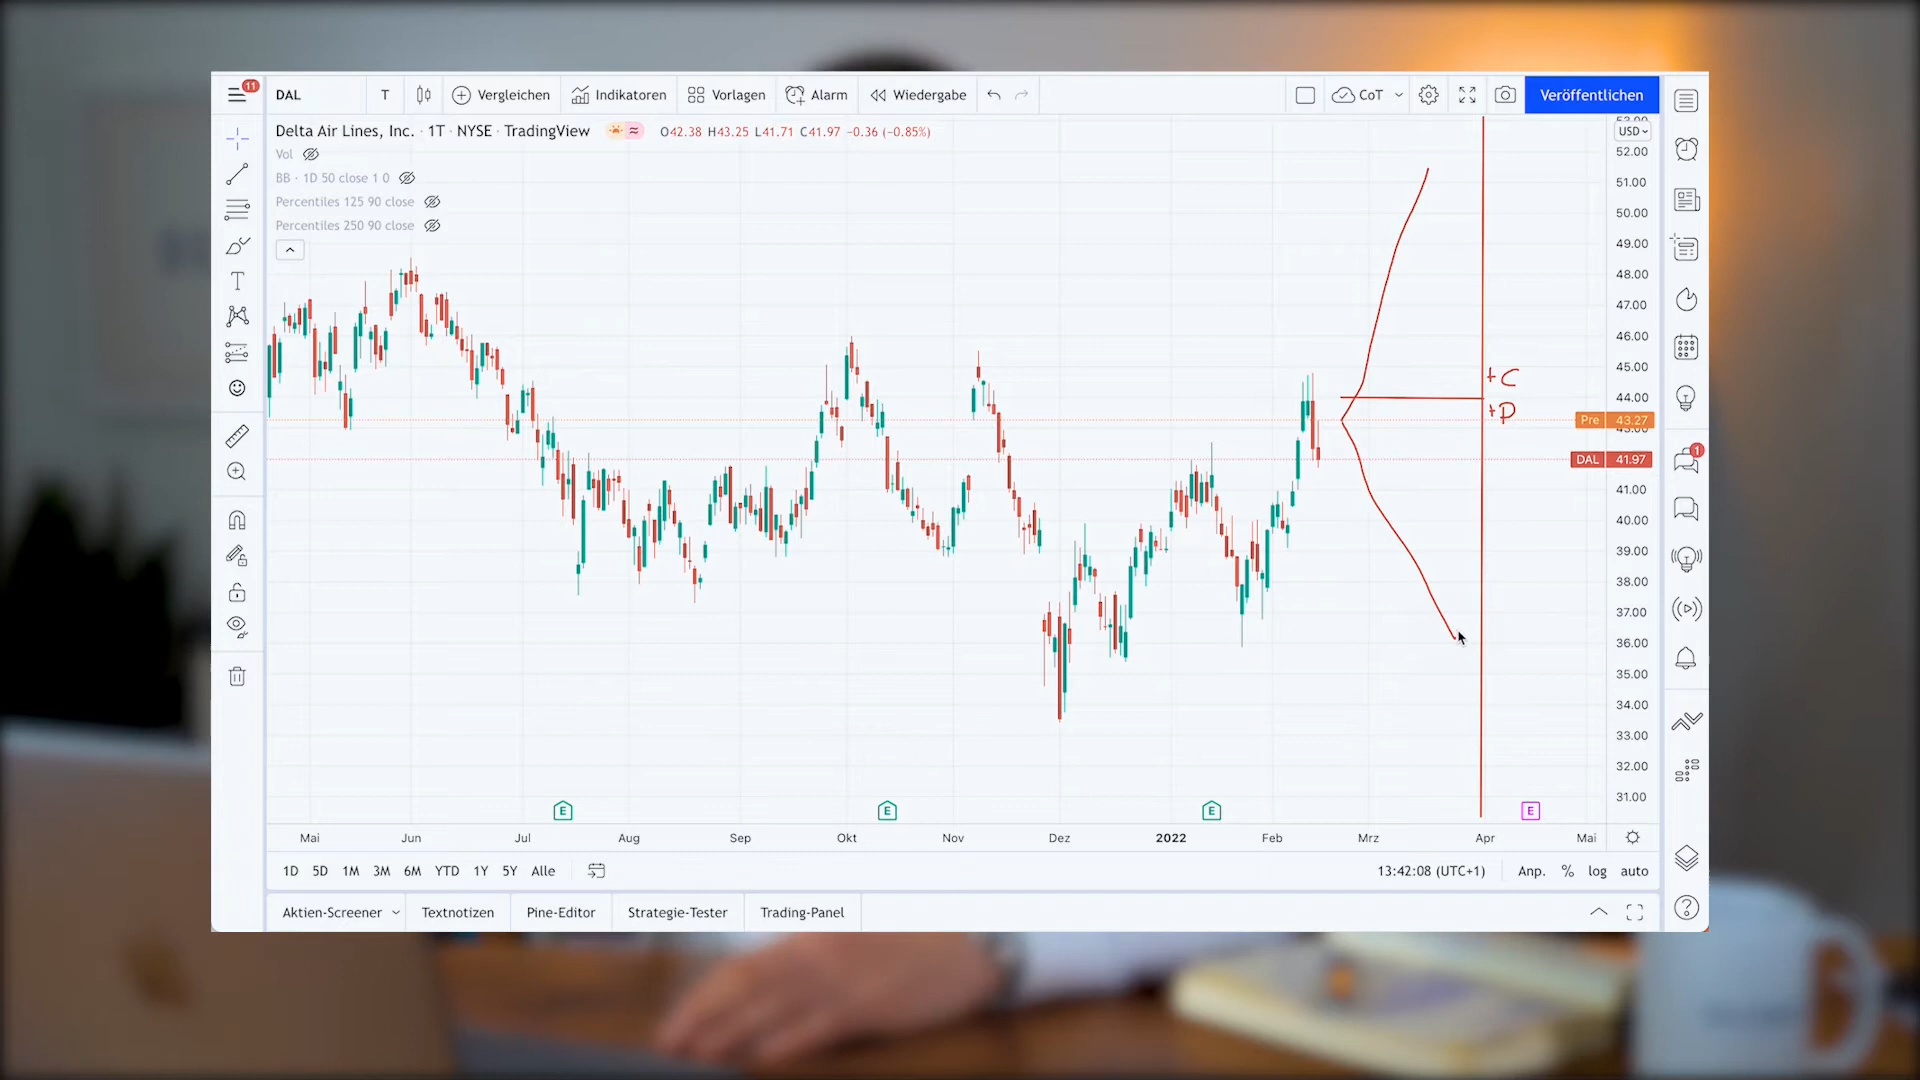 11
DAL T Vergleichen Indikatoren Vorlagen Alarm Wiedergabe CoT Veröffentlichen
Delta Air Lines, Inc. · 1T · NYSE · TradingView O42.38 H43.25 L41.71 C41.97 −0.36 (−0.85%)
Vol
BB · 1D 50 close 1 0
Percentiles 125 90 close
Percentiles 250 90 close
53.00
USD
52.00
51.00
50.00
49.00
48.00
47.00
46.00
45.00
+C
44.00
+P
Pre 43.27
43.00
DAL 41.97
41.00
40.00
39.00
38.00
37.00
36.00
35.00
34.00
33.00
32.00
31.00
1
E E E E
Mai Jun Jul Aug Sep Okt Nov Dez 2022 Feb Mrz Apr Mai
1D 5D 1M 3M 6M YTD 1Y 5Y Alle 13:42:08 (UTC+1) Anp. % log auto
Aktien-Screener Textnotizen Pine-Editor Strategie-Tester Trading-Panel